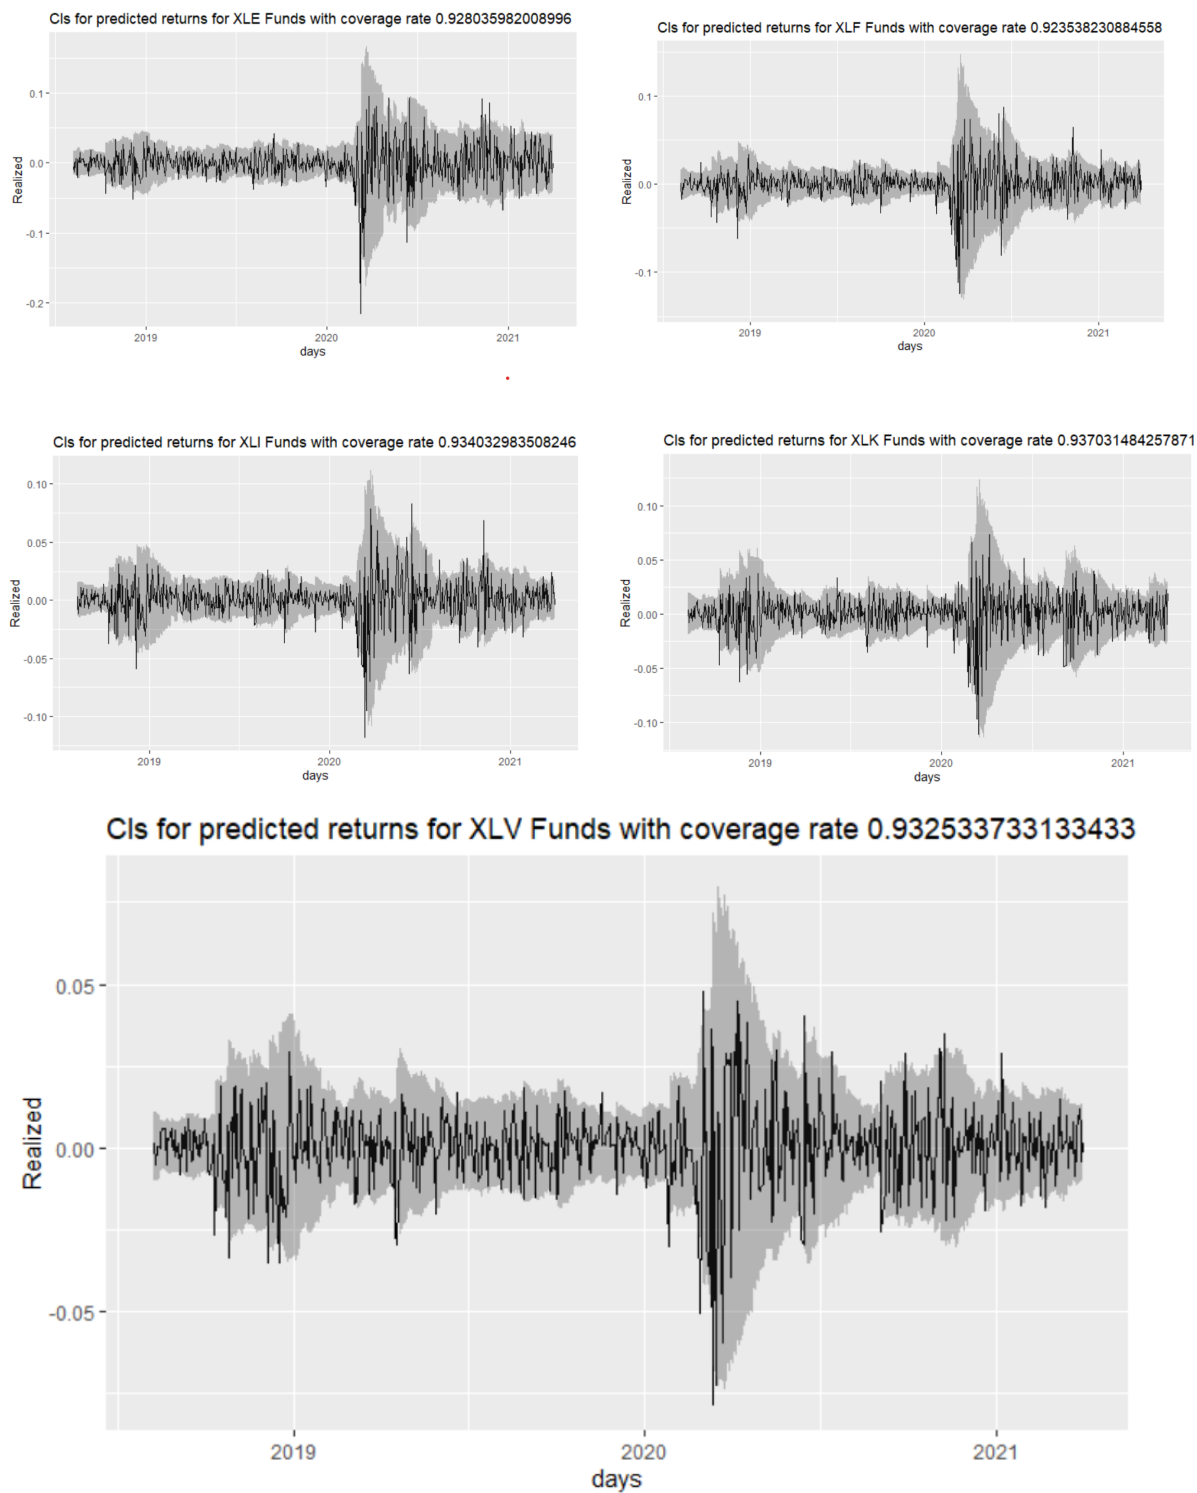 CIs for predicted returns for XLE Funds with coverage rate 0.928035982008996
0.1
0.0
-0.1
-0.2
Realized
2019
2020
2021
days
CIs for predicted returns for XLF Funds with coverage rate 0.923538230884558
0.1
0.0
-0.1
Realized
2019
2020
2021
days
CIs for predicted returns for XLI Funds with coverage rate 0.934032983508246
0.10
0.05
0.00
-0.05
-0.10
Realized
2019
2020
2021
days
CIs for predicted returns for XLK Funds with coverage rate 0.937031484257871
0.10
0.05
0.00
-0.05
-0.10
Realized
2019
2020
2021
days
CIs for predicted returns for XLV Funds with coverage rate 0.932533733133433
0.05
0.00
-0.05
Realized
2019
2020
2021
days